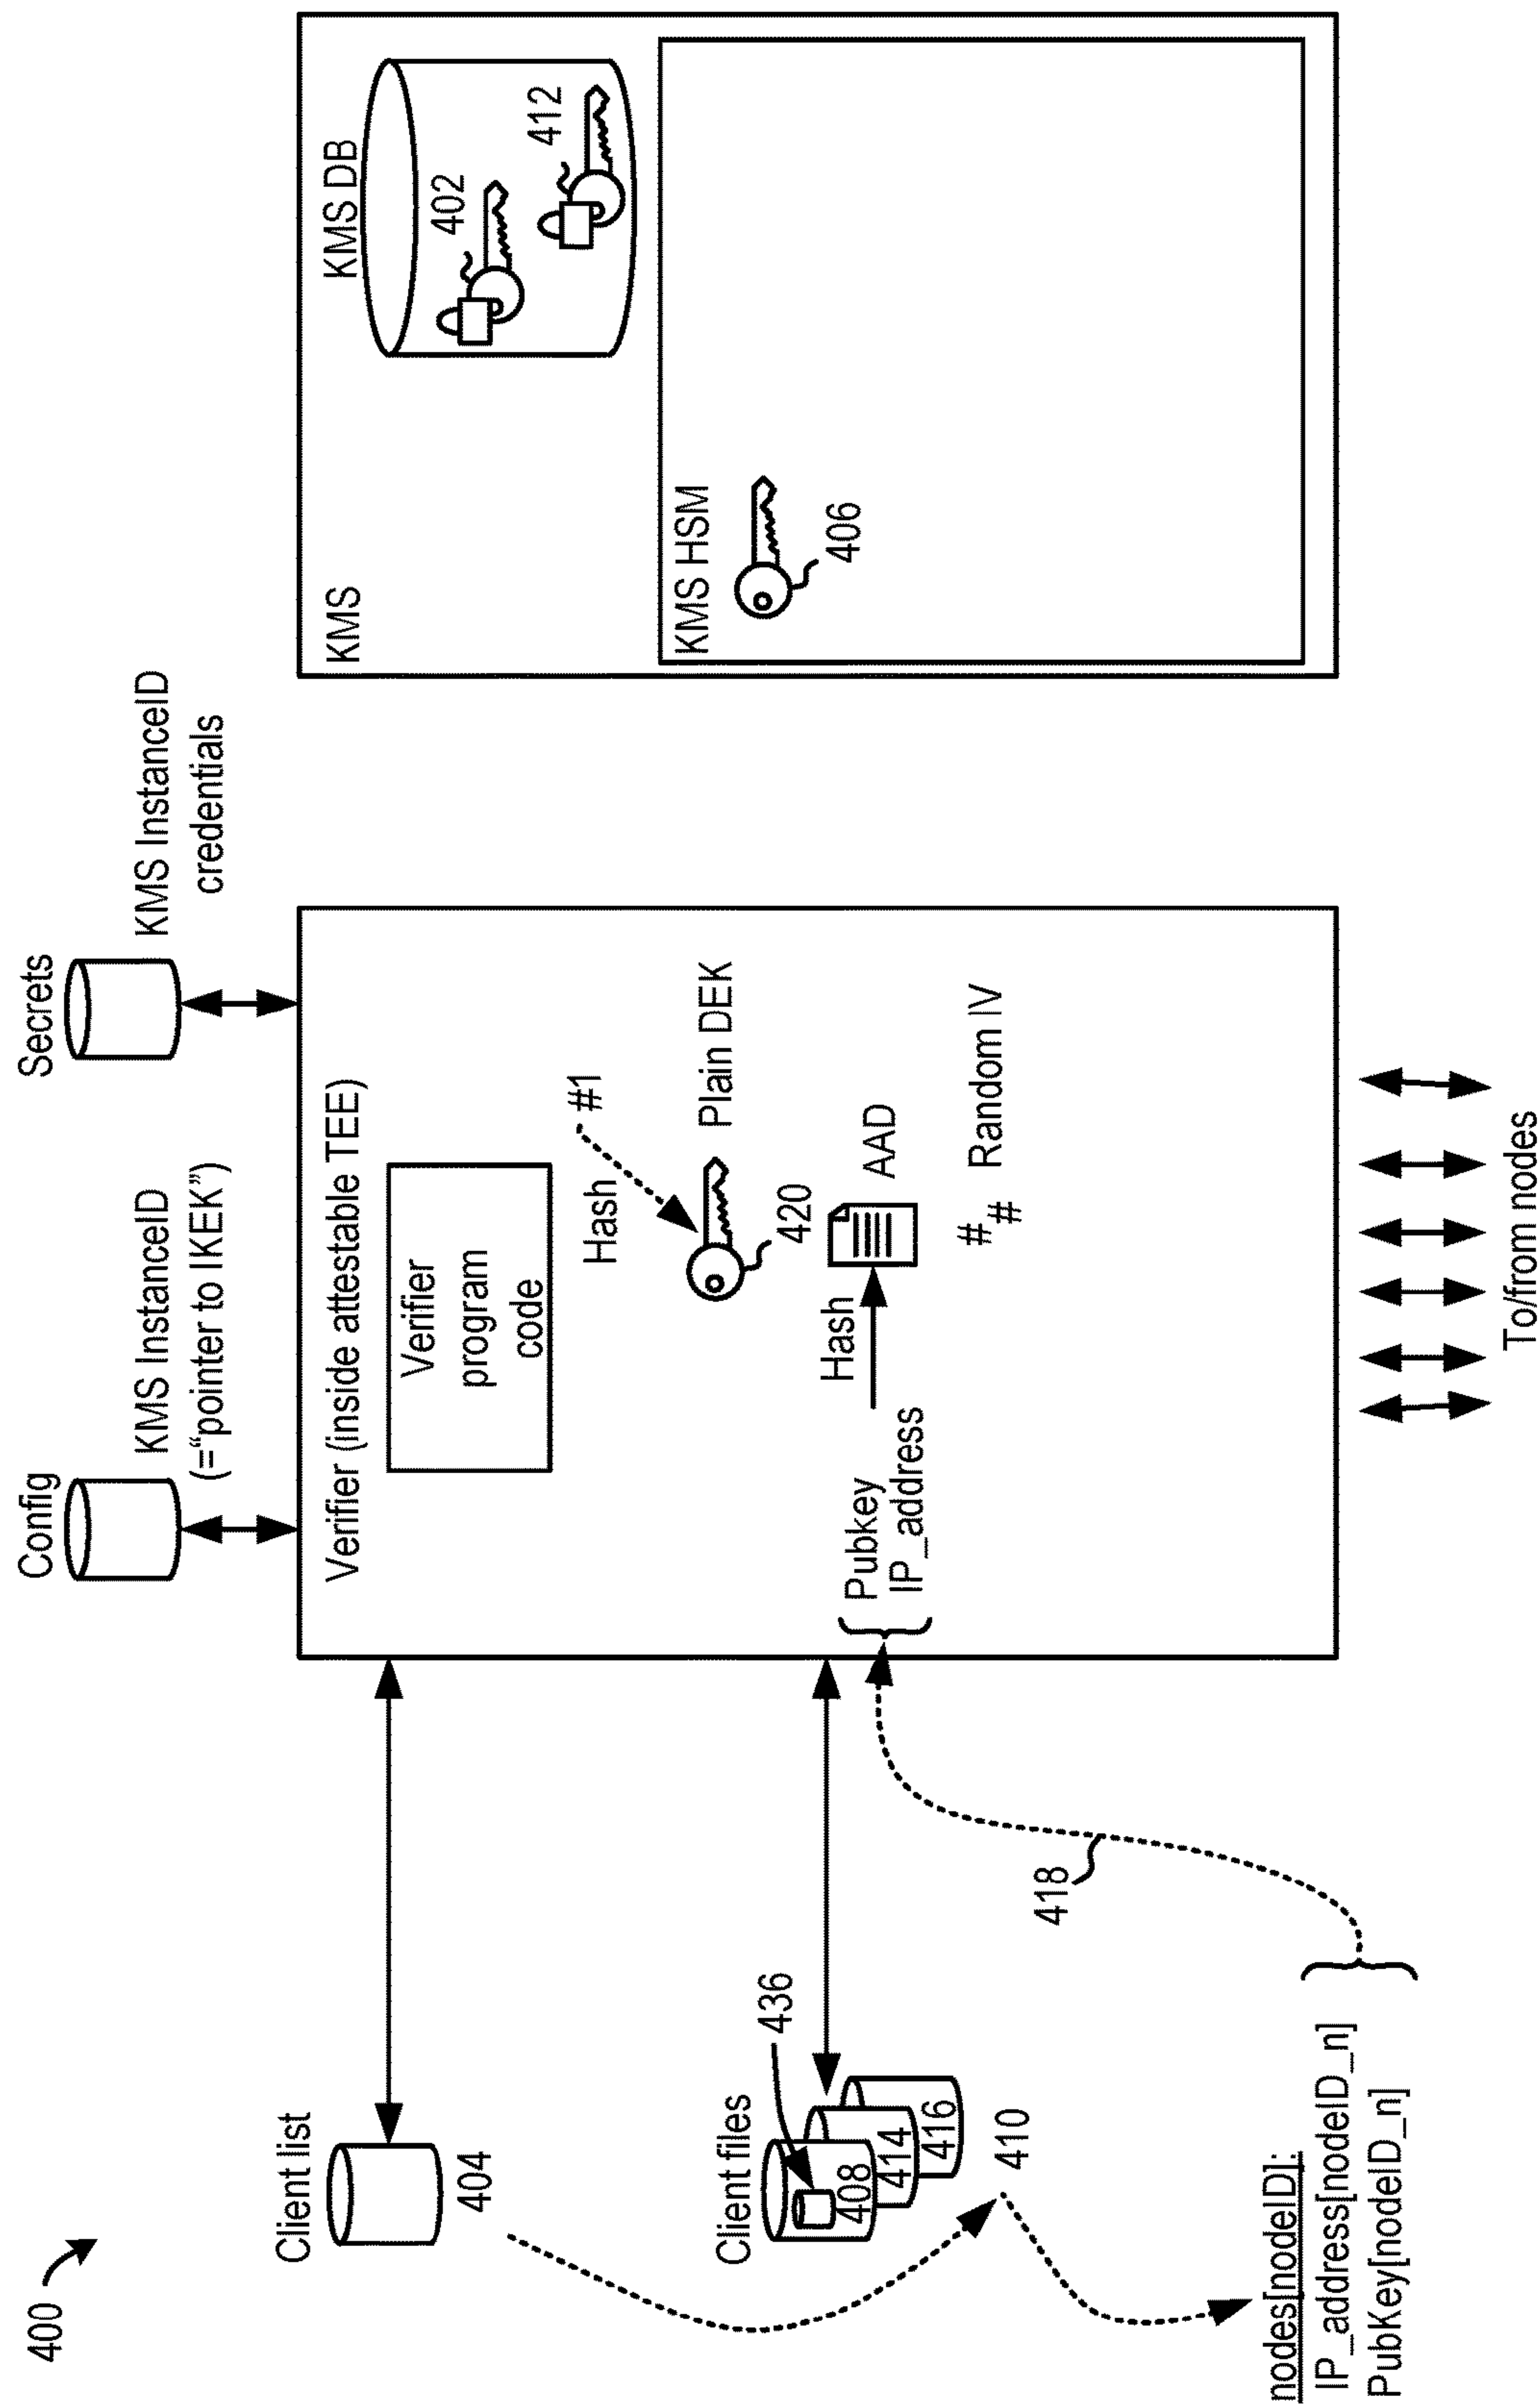 400
Client list
404
Client files
436
408
414
416
410
nodes[nodeID]:
IP_address[nodeID_n]
PubKey[nodeID_n]
418
Config
KMS InstanceID
(=“pointer to IKEK”)
Secrets
KMS InstanceID
credentials
Verifier (inside attestable TEE)
Verifier
program
code
Hash
#1
Plain DEK
420
Pubkey
IP_address
Hash
AAD
#
#
Random IV
To/from nodes
KMS
KMS DB
402
412
KMS HSM
406